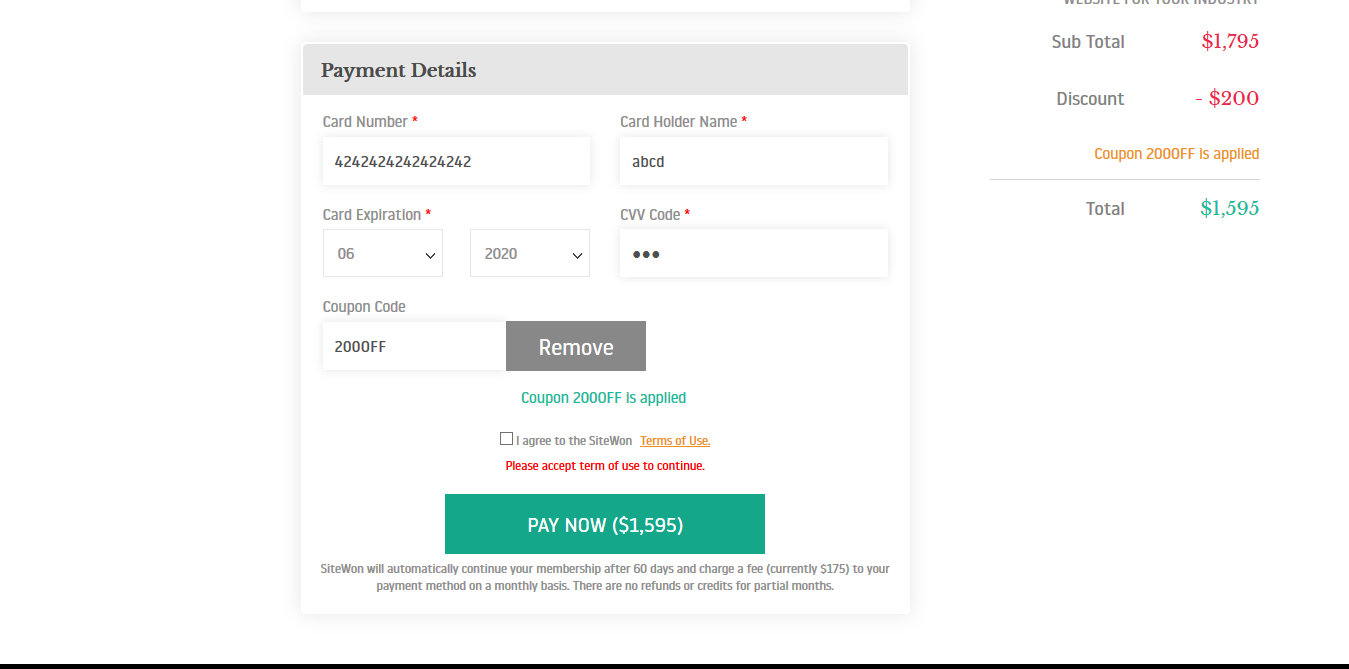 WEBSITE FOR YOUR INDUSTRY
Sub Total $1,795
Discount - $200
Coupon 200OFF is applied
Total $1,595
Payment Details
Card Number * Card Holder Name *
4242424242424242 abcd
Card Expiration * CVV Code *
06 2020 •••
Coupon Code
200OFF Remove
Coupon 200OFF is applied
I agree to the SiteWon Terms of Use.
Please accept term of use to continue.
PAY NOW ($1,595)
SiteWon will automatically continue your membership after 60 days and charge a fee (currently $175) to your
payment method on a monthly basis. There are no refunds or credits for partial months.